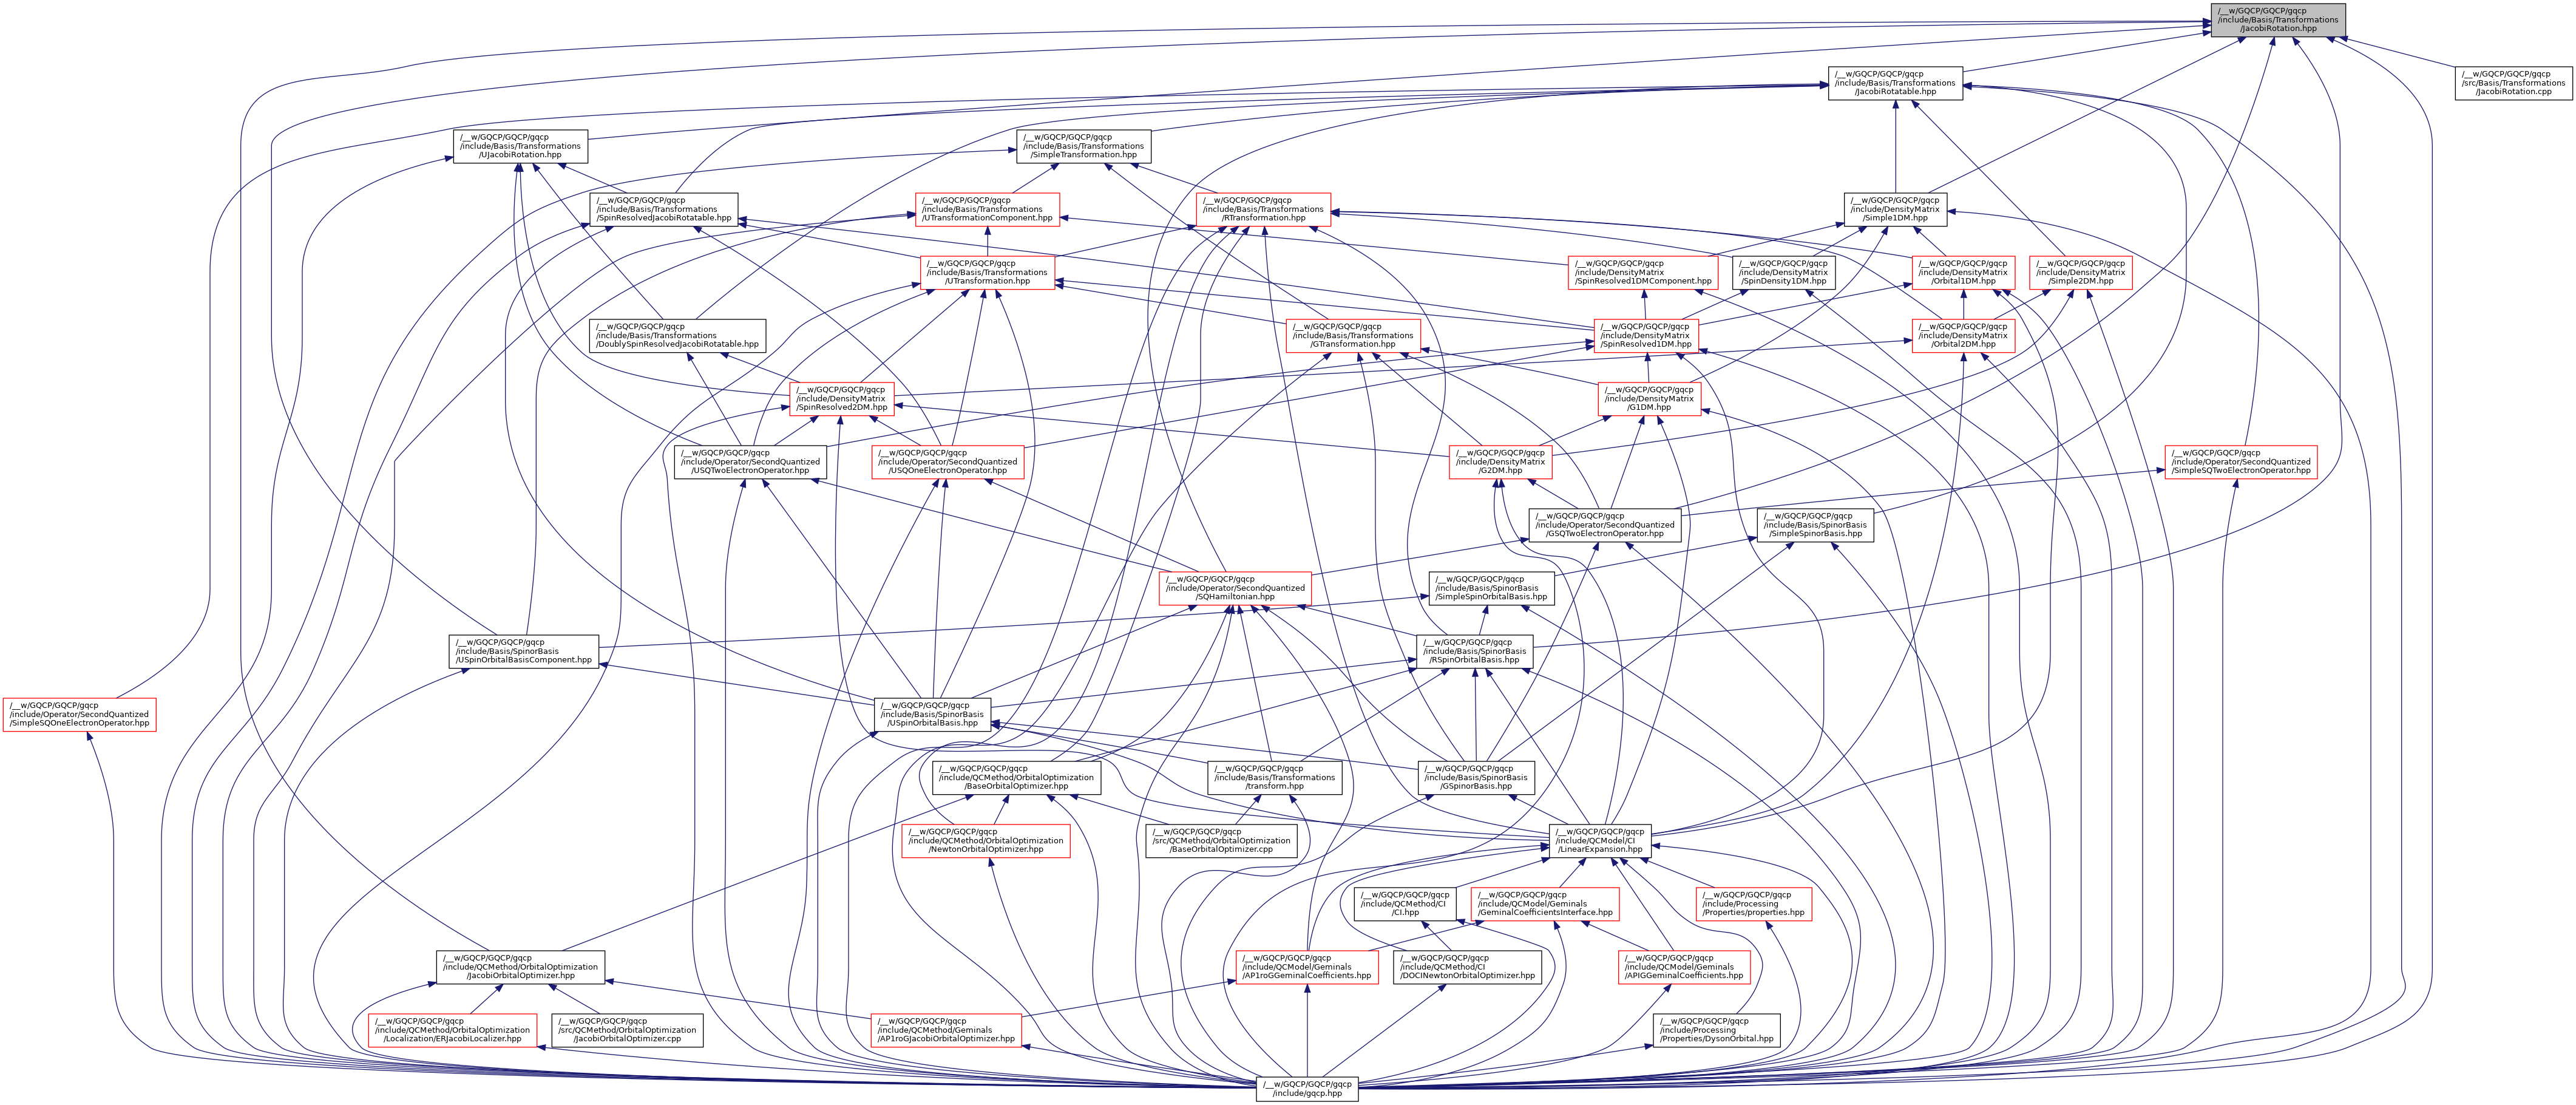 /__w/GQCP/GQCP/gqcp
/include/Basis/Transformations
/JacobiRotation.hpp
/__w/GQCP/GQCP/gqcp
/include/Basis/Transformations
/JacobiRotatable.hpp
/__w/GQCP/GQCP/gqcp
/src/Basis/Transformations
/JacobiRotation.cpp
/__w/GQCP/GQCP/gqcp
/include/Basis/Transformations
/UJacobiRotation.hpp
/__w/GQCP/GQCP/gqcp
/include/Basis/Transformations
/SimpleTransformation.hpp
/__w/GQCP/GQCP/gqcp
/include/Basis/Transformations
/SpinResolvedJacobiRotatable.hpp
/__w/GQCP/GQCP/gqcp
/include/Basis/Transformations
/UTransformationComponent.hpp
/__w/GQCP/GQCP/gqcp
/include/Basis/Transformations
/RTransformation.hpp
/__w/GQCP/GQCP/gqcp
/include/DensityMatrix
/Simple1DM.hpp
/__w/GQCP/GQCP/gqcp
/include/Basis/Transformations
/UTransformation.hpp
/__w/GQCP/GQCP/gqcp
/include/DensityMatrix
/SpinResolved1DMComponent.hpp
/__w/GQCP/GQCP/gqcp
/include/DensityMatrix
/SpinDensity1DM.hpp
/__w/GQCP/GQCP/gqcp
/include/DensityMatrix
/Orbital1DM.hpp
/__w/GQCP/GQCP/gqcp
/include/DensityMatrix
/Simple2DM.hpp
/__w/GQCP/GQCP/gqcp
/include/Basis/Transformations
/DoublySpinResolvedJacobiRotatable.hpp
/__w/GQCP/GQCP/gqcp
/include/Basis/Transformations
/GTransformation.hpp
/__w/GQCP/GQCP/gqcp
/include/DensityMatrix
/SpinResolved1DM.hpp
/__w/GQCP/GQCP/gqcp
/include/DensityMatrix
/Orbital2DM.hpp
/__w/GQCP/GQCP/gqcp
/include/DensityMatrix
/SpinResolved2DM.hpp
/__w/GQCP/GQCP/gqcp
/include/DensityMatrix
/G1DM.hpp
/__w/GQCP/GQCP/gqcp
/include/Operator/SecondQuantized
/USQTwoElectronOperator.hpp
/__w/GQCP/GQCP/gqcp
/include/Operator/SecondQuantized
/USQOneElectronOperator.hpp
/__w/GQCP/GQCP/gqcp
/include/DensityMatrix
/G2DM.hpp
/__w/GQCP/GQCP/gqcp
/include/Operator/SecondQuantized
/SimpleSQTwoElectronOperator.hpp
/__w/GQCP/GQCP/gqcp
/include/Operator/SecondQuantized
/GSQTwoElectronOperator.hpp
/__w/GQCP/GQCP/gqcp
/include/Basis/SpinorBasis
/SimpleSpinorBasis.hpp
/__w/GQCP/GQCP/gqcp
/include/Operator/SecondQuantized
/SQHamiltonian.hpp
/__w/GQCP/GQCP/gqcp
/include/Basis/SpinorBasis
/SimpleSpinOrbitalBasis.hpp
/__w/GQCP/GQCP/gqcp
/include/Basis/SpinorBasis
/USpinOrbitalBasisComponent.hpp
/__w/GQCP/GQCP/gqcp
/include/Basis/SpinorBasis
/RSpinOrbitalBasis.hpp
/__w/GQCP/GQCP/gqcp
/include/Operator/SecondQuantized
/SimpleSQOneElectronOperator.hpp
/__w/GQCP/GQCP/gqcp
/include/Basis/SpinorBasis
/USpinOrbitalBasis.hpp
/__w/GQCP/GQCP/gqcp
/include/QCMethod/OrbitalOptimization
/BaseOrbitalOptimizer.hpp
/__w/GQCP/GQCP/gqcp
/include/Basis/Transformations
/transform.hpp
/__w/GQCP/GQCP/gqcp
/include/Basis/SpinorBasis
/GSpinorBasis.hpp
/__w/GQCP/GQCP/gqcp
/include/QCMethod/OrbitalOptimization
/NewtonOrbitalOptimizer.hpp
/__w/GQCP/GQCP/gqcp
/src/QCMethod/OrbitalOptimization
/BaseOrbitalOptimizer.cpp
/__w/GQCP/GQCP/gqcp
/include/QCModel/CI
/LinearExpansion.hpp
/__w/GQCP/GQCP/gqcp
/include/QCMethod/CI
/CI.hpp
/__w/GQCP/GQCP/gqcp
/include/QCModel/Geminals
/GeminalCoefficientsInterface.hpp
/__w/GQCP/GQCP/gqcp
/include/Processing
/Properties/properties.hpp
/__w/GQCP/GQCP/gqcp
/include/QCMethod/OrbitalOptimization
/JacobiOrbitalOptimizer.hpp
/__w/GQCP/GQCP/gqcp
/include/QCModel/Geminals
/AP1roGGeminalCoefficients.hpp
/__w/GQCP/GQCP/gqcp
/include/QCMethod/CI
/DOCINewtonOrbitalOptimizer.hpp
/__w/GQCP/GQCP/gqcp
/include/QCModel/Geminals
/APIGGeminalCoefficients.hpp
/__w/GQCP/GQCP/gqcp
/include/QCMethod/OrbitalOptimization
/Localization/ERJacobiLocalizer.hpp
/__w/GQCP/GQCP/gqcp
/src/QCMethod/OrbitalOptimization
/JacobiOrbitalOptimizer.cpp
/__w/GQCP/GQCP/gqcp
/include/QCMethod/Geminals
/AP1roGJacobiOrbitalOptimizer.hpp
/__w/GQCP/GQCP/gqcp
/include/Processing
/Properties/DysonOrbital.hpp
/__w/GQCP/GQCP/gqcp
/include/gqcp.hpp